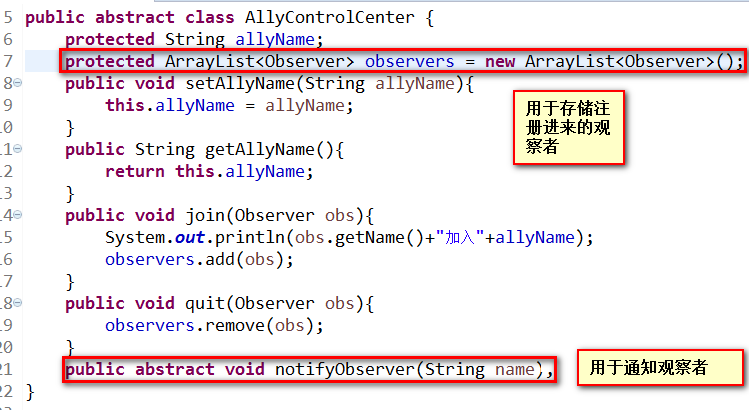 5 public abstract class AllyControlCenter {
6 protected String allyName;
7 protected ArrayList<Observer> observers = new ArrayList<Observer>();
8 public void setAllyName(String allyName){
9 this.allyName = allyName;
10 }
11 public String getAllyName(){
12 return this.allyName;
13 }
14 public void join(Observer obs){
15 System.out.println(obs.getName()+"加入"+allyName);
16 observers.add(obs);
17 }
18 public void quit(Observer obs){
19 observers.remove(obs);
20 }
21 public abstract void notifyObserver(String name);
22 }
用于存储注
册进来的观
察者
用于通知观察者